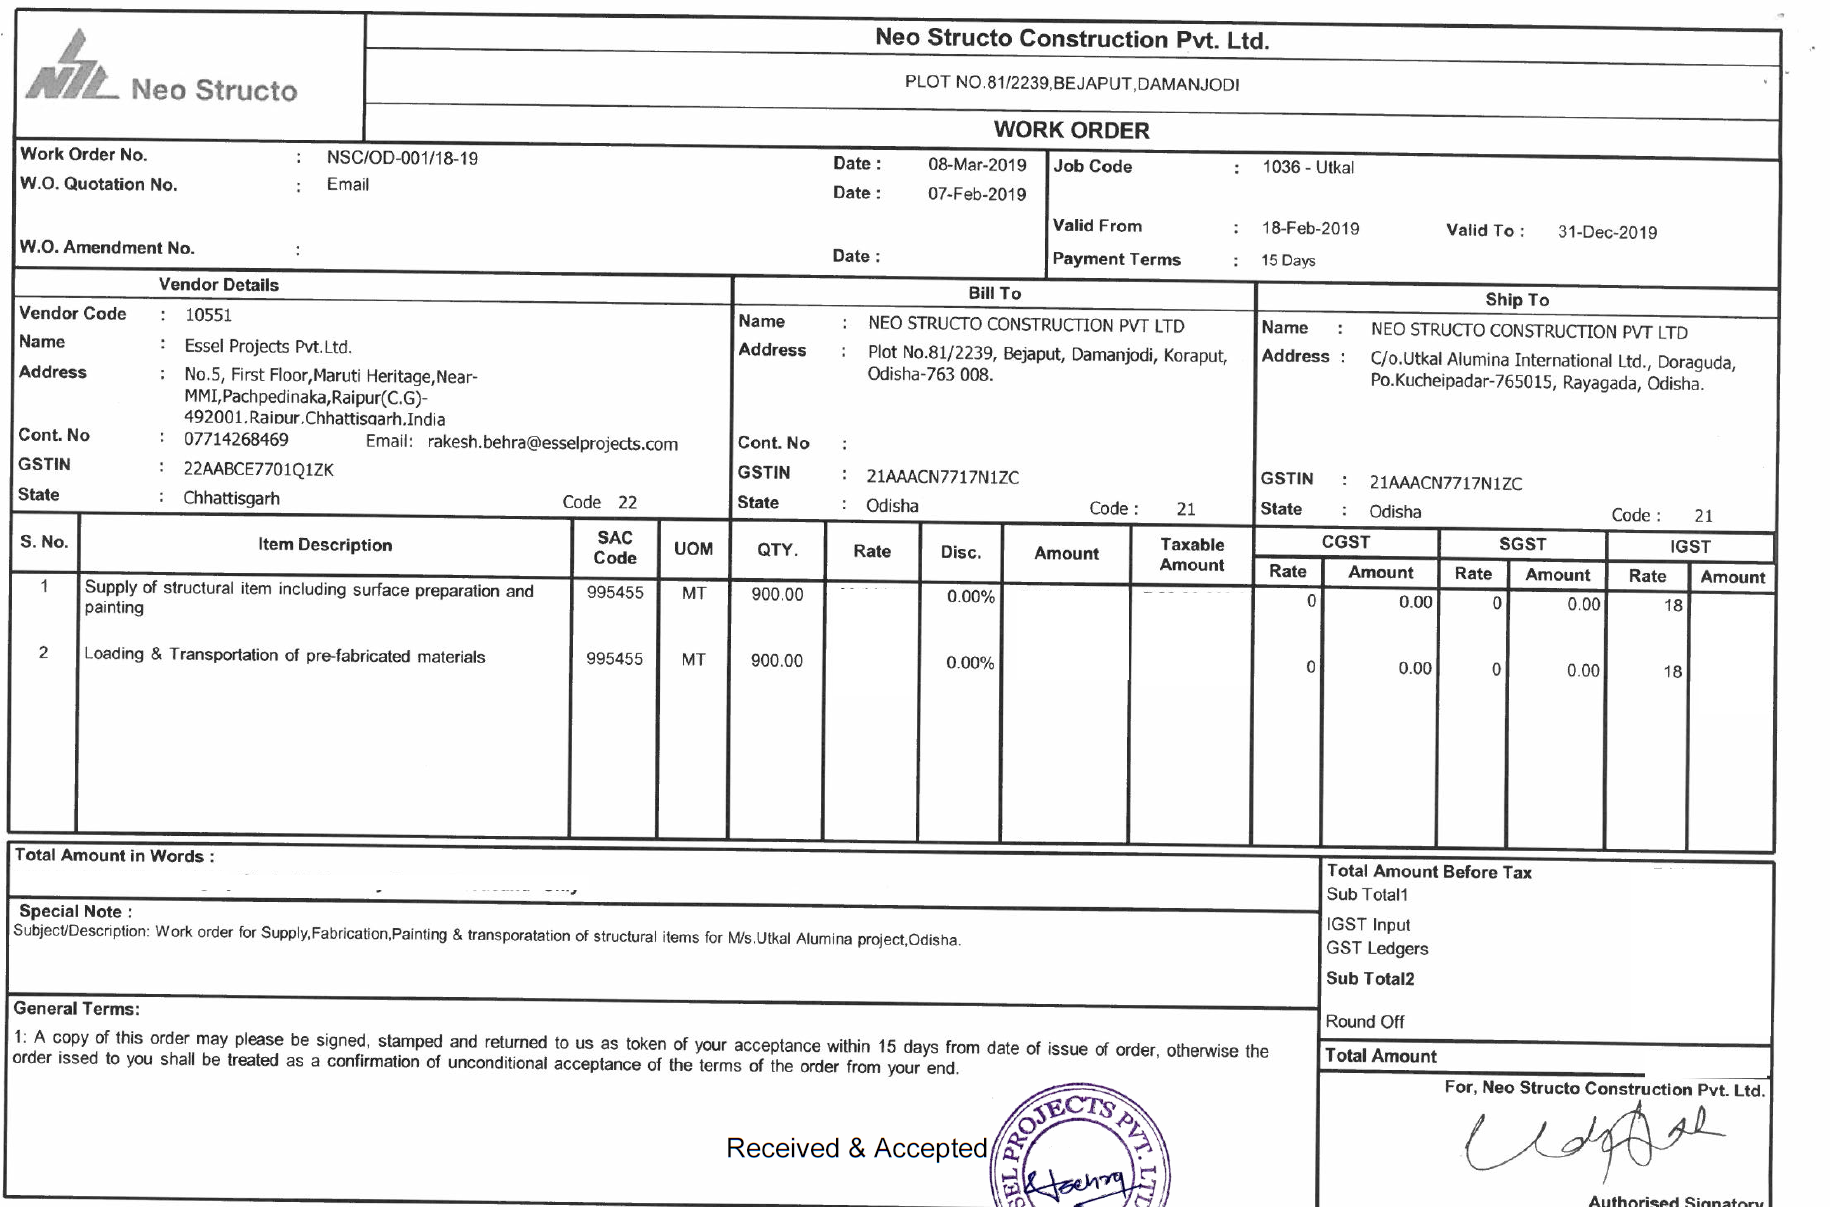 Neo Structo
Neo Structo Construction Pvt. Ltd.
PLOT NO.81/2239,BEJAPUT,DAMANJODI
WORK ORDER
Work Order No. : NSC/OD-001/18-19 Date : 08-Mar-2019 Job Code : 1036 - Utkal
W.O. Quotation No. : Email Date : 07-Feb-2019
Valid From : 18-Feb-2019 Valid To : 31-Dec-2019
W.O. Amendment No. : Date : Payment Terms : 15 Days
Vendor Details
Vendor Code : 10551
Name : Essel Projects Pvt.Ltd.
Address : No.5, First Floor,Maruti Heritage,Near-
MMI,Pachpedinaka,Raipur(C.G)-
492001.Raipur.Chhattisgarh.India
Cont. No : 07714268469 Email: rakesh.behra@esselprojects.com
GSTIN : 22AABCE7701Q1ZK
State : Chhattisgarh Code 22
Bill To
Name : NEO STRUCTO CONSTRUCTION PVT LTD
Address : Plot No.81/2239, Bejaput, Damanjodi, Koraput,
Odisha-763 008.
Cont. No :
GSTIN : 21AAACN7717N1ZC
State : Odisha Code : 21
Ship To
Name : NEO STRUCTO CONSTRUCTION PVT LTD
Address : C/o.Utkal Alumina International Ltd., Doraguda,
Po.Kucheipadar-765015, Rayagada, Odisha.
GSTIN : 21AAACN7717N1ZC
State : Odisha Code : 21
S. No. Item Description SAC Code UOM QTY. Rate Disc. Amount Taxable Amount CGST SGST IGST
Rate Amount Rate Amount Rate Amount
1 Supply of structural item including surface preparation and 995455 MT 900.00 0.00% 0 0.00 0 0.00 18
painting
2 Loading & Transportation of pre-fabricated materials 995455 MT 900.00 0.00% 0 0.00 0 0.00 18
Total Amount in Words :
Special Note :
Subject/Description: Work order for Supply,Fabrication,Painting & transporatation of structural items for M/s.Utkal Alumina project,Odisha.
General Terms:
1: A copy of this order may please be signed, stamped and returned to us as token of your acceptance within 15 days from date of issue of order, otherwise the
order issed to you shall be treated as a confirmation of unconditional acceptance of the terms of the order from your end.
Total Amount Before Tax
Sub Total1
IGST Input
GST Ledgers
Sub Total2
Round Off
Total Amount
For, Neo Structo Construction Pvt. Ltd.
Received & Accepted
SEL PROJECTS PVT. LTD
Authorised Signatory